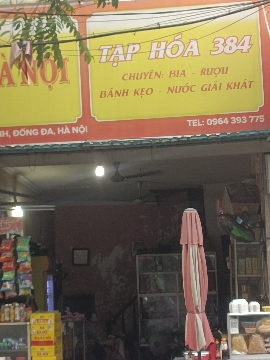 À NỘI
TẠP HÓA 384
CHUYÊN: BIA - RƯỢU
BÁNH KẸO - NƯỚC GIẢI KHÁT
NH, ĐỐNG ĐA, HÀ NỘI
TEL: 0964 393 775